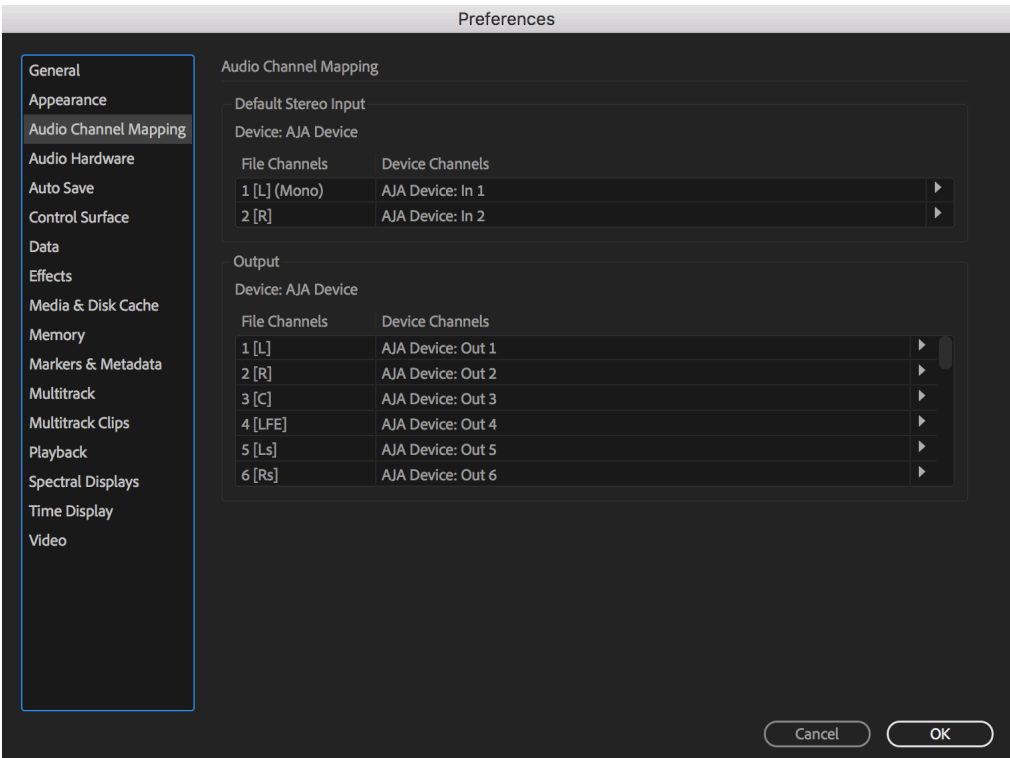 Preferences
General
Appearance
Audio Channel Mapping
Audio Hardware
Auto Save
Control Surface
Data
Effects
Media & Disk Cache
Memory
Markers & Metadata
Multitrack
Multitrack Clips
Playback
Spectral Displays
Time Display
Video
Audio Channel Mapping
Default Stereo Input
Device: AJA Device
File Channels Device Channels
1 [L] (Mono) AJA Device: In 1
2 [R] AJA Device: In 2
Output
Device: AJA Device
File Channels Device Channels
1 [L] AJA Device: Out 1
2 [R] AJA Device: Out 2
3 [C] AJA Device: Out 3
4 [LFE] AJA Device: Out 4
5 [Ls] AJA Device: Out 5
6 [Rs] AJA Device: Out 6
Cancel OK